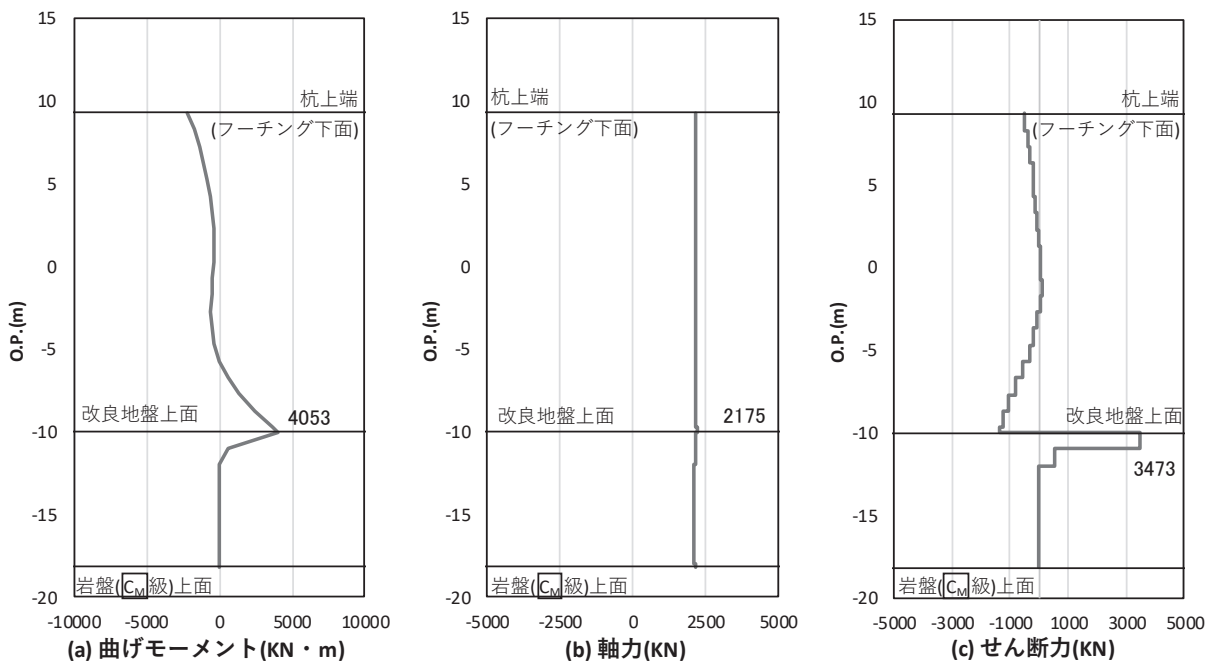 15
10
5
0
-5
-10
-15
-20
O.P.(m)
杭上端
(フーチング下面)
改良地盤上面
4053
岩盤(CM級)上面
-10000 -5000 0 5000 10000
(a) 曲げモーメント(KN・m)
15
10
5
0
-5
-10
-15
-20
O.P.(m)
杭上端
(フーチング下面)
改良地盤上面
2175
岩盤(CM級)上面
-5000 -2500 0 2500 5000
(b) 軸力(KN)
15
10
5
0
-5
-10
-15
-20
O.P.(m)
杭上端
(フーチング下面)
改良地盤上面
3473
岩盤(CM級)上面
-5000 -3000 -1000 1000 3000 5000
(c) せん断力(KN)